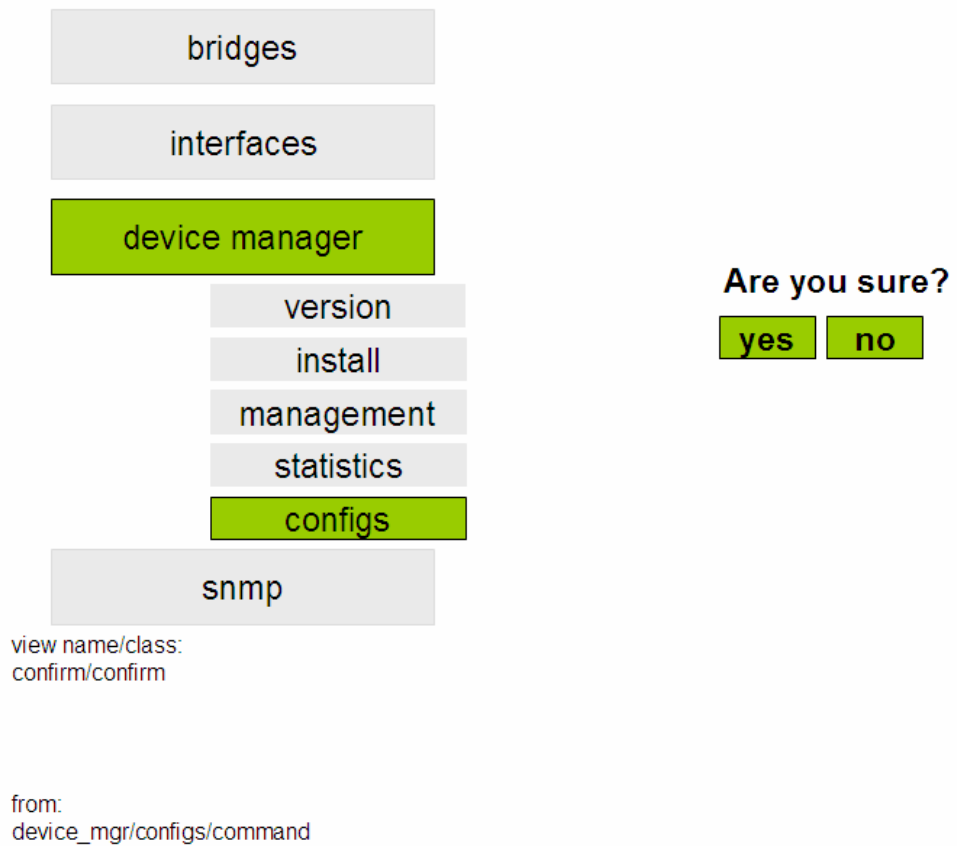 bridges
interfaces
device manager
version
install
management
statistics
configs
snmp
Are you sure?
yes no
view name/class:
confirm/confirm
from:
device_mgr/configs/command